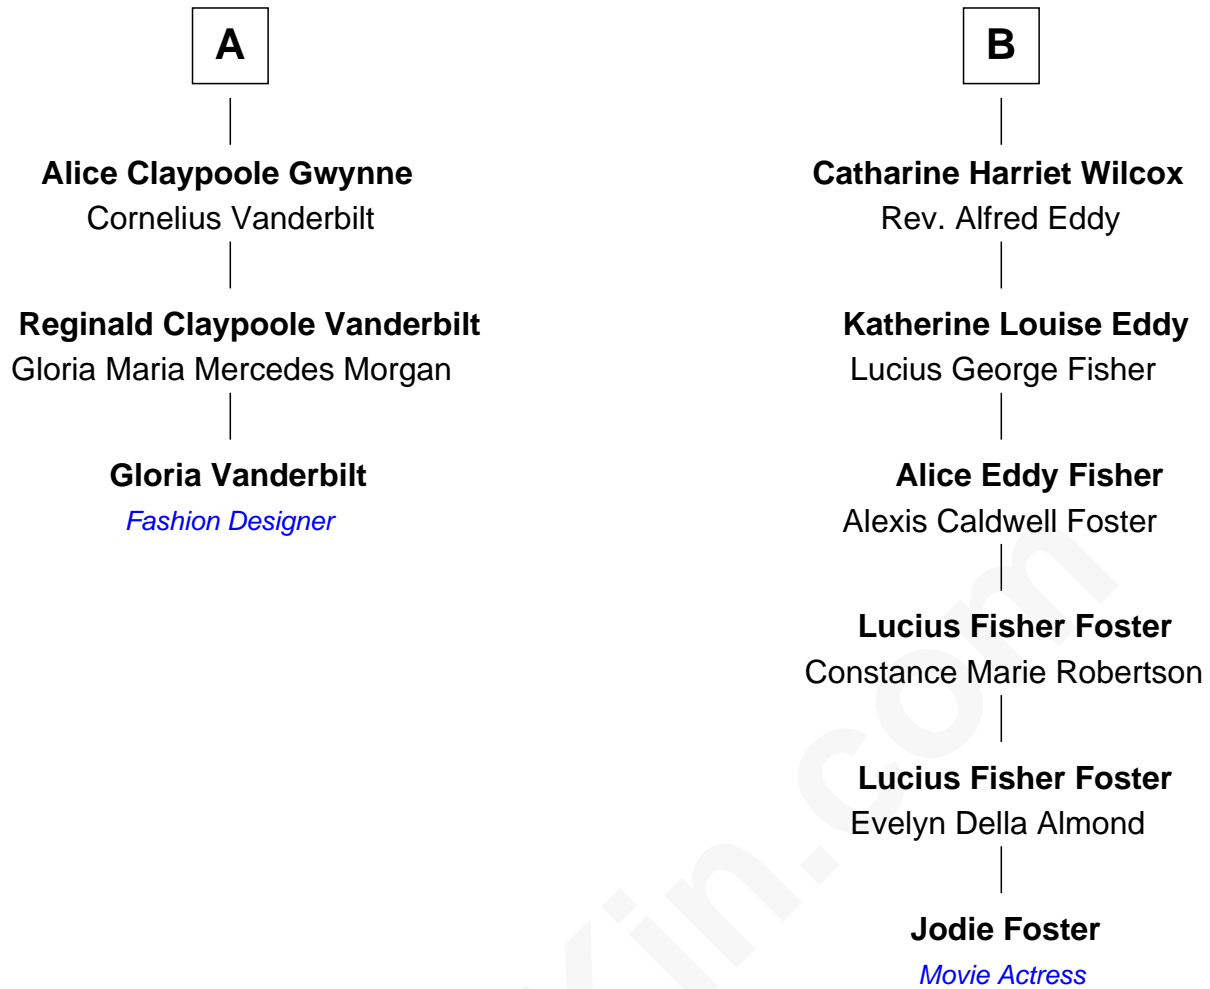 A
Alice Claypoole Gwynne
Cornelius Vanderbilt
Reginald Claypoole Vanderbilt
Gloria Maria Mercedes Morgan
Gloria Vanderbilt
Fashion Designer
B
Catharine Harriet Wilcox
Rev. Alfred Eddy
Katherine Louise Eddy
Lucius George Fisher
Alice Eddy Fisher
Alexis Caldwell Foster
Lucius Fisher Foster
Constance Marie Robertson
Lucius Fisher Foster
Evelyn Della Almond
Jodie Foster
Movie Actress
Kin.com